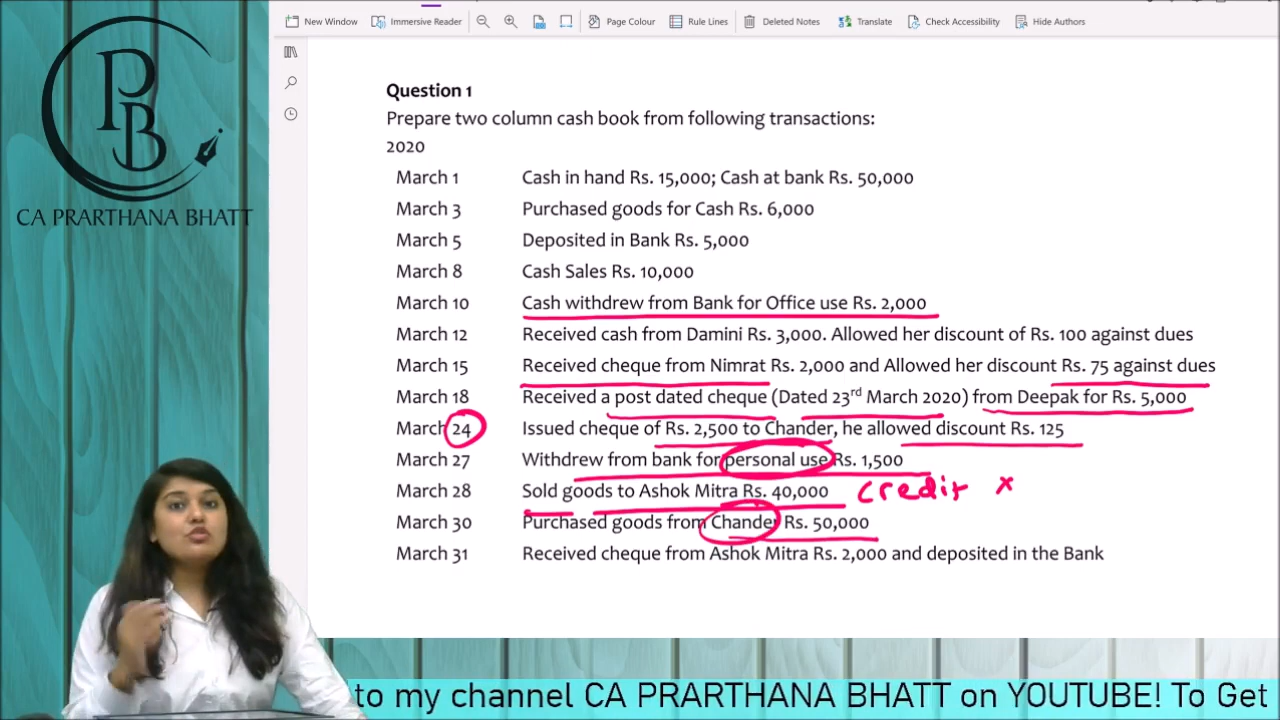 New Window Immersive Reader Page Colour Rule Lines Deleted Notes Translate Check Accessibility Hide Authors
PB
CA PRARTHANA BHATT
Question 1
Prepare two column cash book from following transactions:
2020
March 1 Cash in hand Rs. 15,000; Cash at bank Rs. 50,000
March 3 Purchased goods for Cash Rs. 6,000
March 5 Deposited in Bank Rs. 5,000
March 8 Cash Sales Rs. 10,000
March 10 Cash withdrew from Bank for Office use Rs. 2,000
March 12 Received cash from Damini Rs. 3,000. Allowed her discount of Rs. 100 against dues
March 15 Received cheque from Nimrat Rs. 2,000 and Allowed her discount Rs. 75 against dues
March 18 Received a post dated cheque (Dated 23rd March 2020) from Deepak for Rs. 5,000
March 24 Issued cheque of Rs. 2,500 to Chander, he allowed discount Rs. 125
March 27 Withdrew from bank for personal use Rs. 1,500
March 28 Sold goods to Ashok Mitra Rs. 40,000 credit x
March 30 Purchased goods from Chander Rs. 50,000
March 31 Received cheque from Ashok Mitra Rs. 2,000 and deposited in the Bank
to my channel CA PRARTHANA BHATT on YOUTUBE! To Get